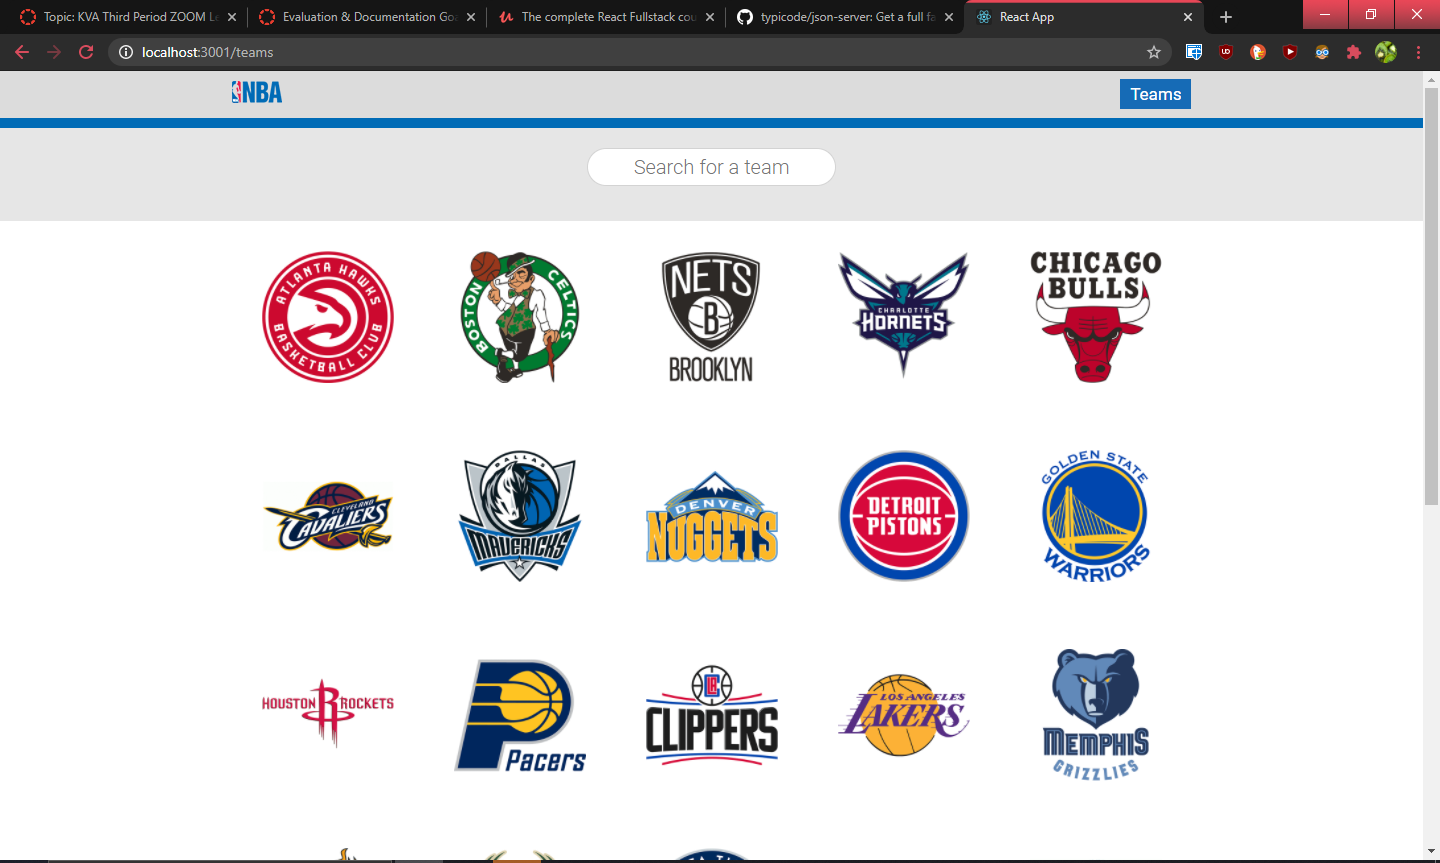 Topic: KVA Third Period ZOOM Le
Evaluation & Documentation Goa
The complete React Fullstack cou
typicode/json-server: Get a full fa
React App
localhost:3001/teams
NBA
Teams
Search for a team
ATLANTA HAWKS
BASKETBALL CLUB
BOSTON CELTICS
NETS
B
BROOKLYN
CHARLOTTE
HORNETS
CHICAGO
BULLS
CLEVELAND
CAVALIERS
DALLAS
MAVERICKS
DENVER
NUGGETS
DETROIT
PISTONS
GOLDEN STATE
WARRIORS
HOUSTON R ROCKETS
Pacers
LAC
CLIPPERS
LOS ANGELES
LAKERS
MEMPHIS
GRIZZLIES